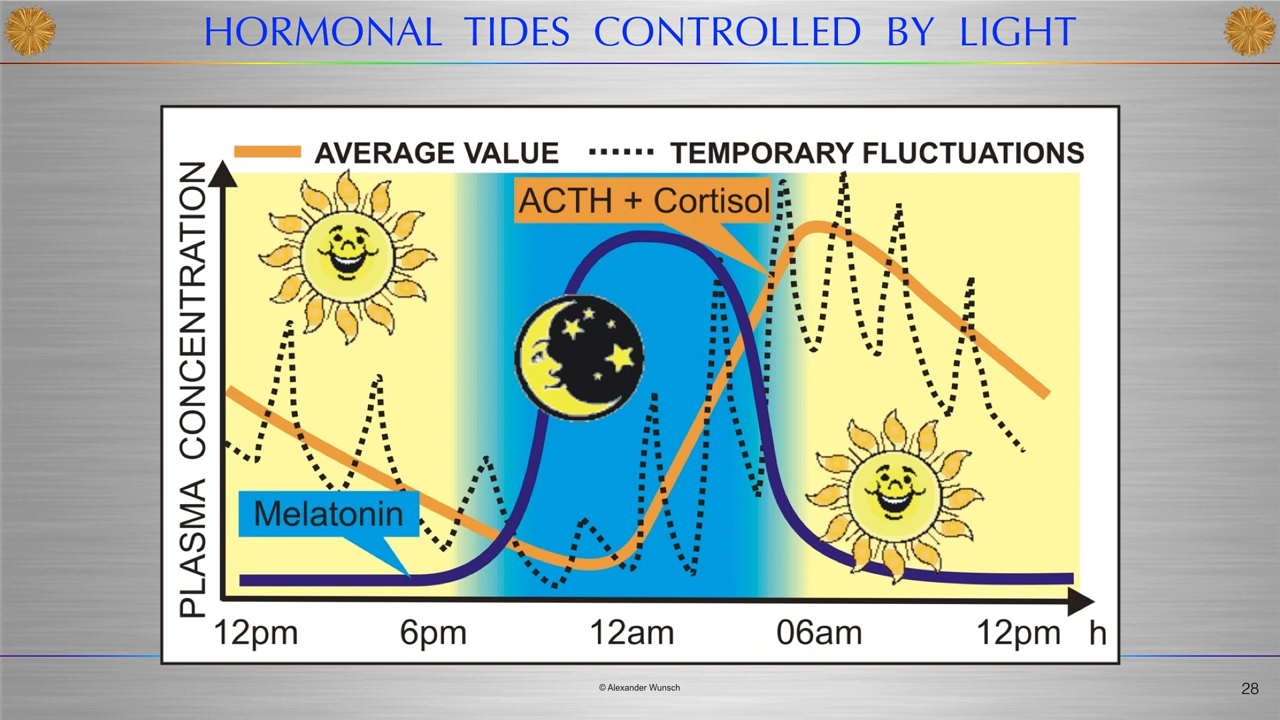 HORMONAL TIDES CONTROLLED BY LIGHT
AVERAGE VALUE
TEMPORARY FLUCTUATIONS
PLASMA CONCENTRATION
ACTH + Cortisol
Melatonin
12pm 6pm 12am 06am 12pm h
© Alexander Wunsch
28